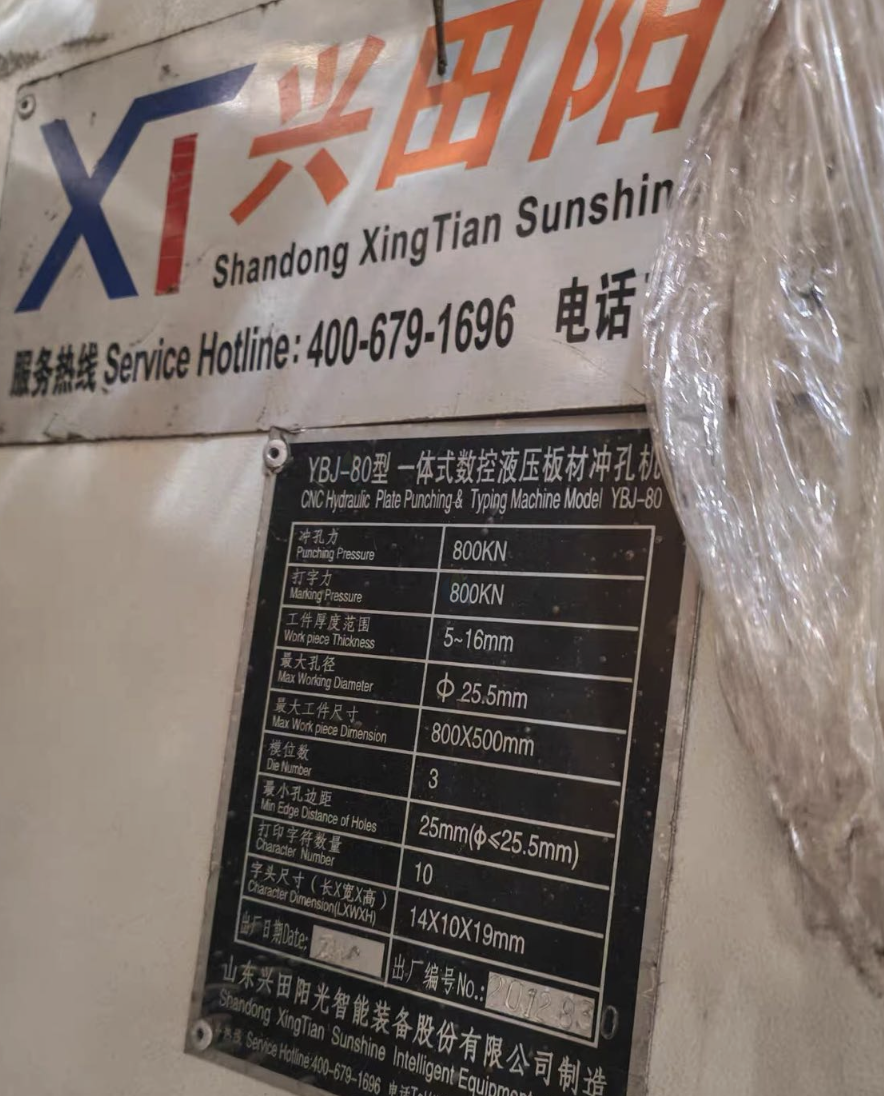 XT 兴田阳
Shandong XingTian Sunshin
服务热线 Service Hotline: 400-679-1696 电话
YBJ-80型 一体式数控液压板材冲孔机
CNC Hydraulic Plate Punching & Typing Machine Model YBJ-80
冲孔力 800KN
Punching Pressure
打字力 800KN
Marking Pressure
工件厚度范围 5~16mm
Work piece Thickness
最大孔径 ф 25.5mm
Max Working Diameter
最大工件尺寸 800X500mm
Max Work piece Dimension
模位数 3
Die Number
最小孔边距 25mm(ф≤25.5mm)
Min Edge Distance of Holes
打印字符数量 10
Character Number
字头尺寸（长X宽X高） 14X10X19mm
Character Dimension(LXWXH)
出厂日期Date: 出厂编号No.:
山东兴田阳光智能装备股份有限公司制造
Shandong XingTian Sunshine Intelligent Equipment
热线 Service Hotline:400-679-1696 电话